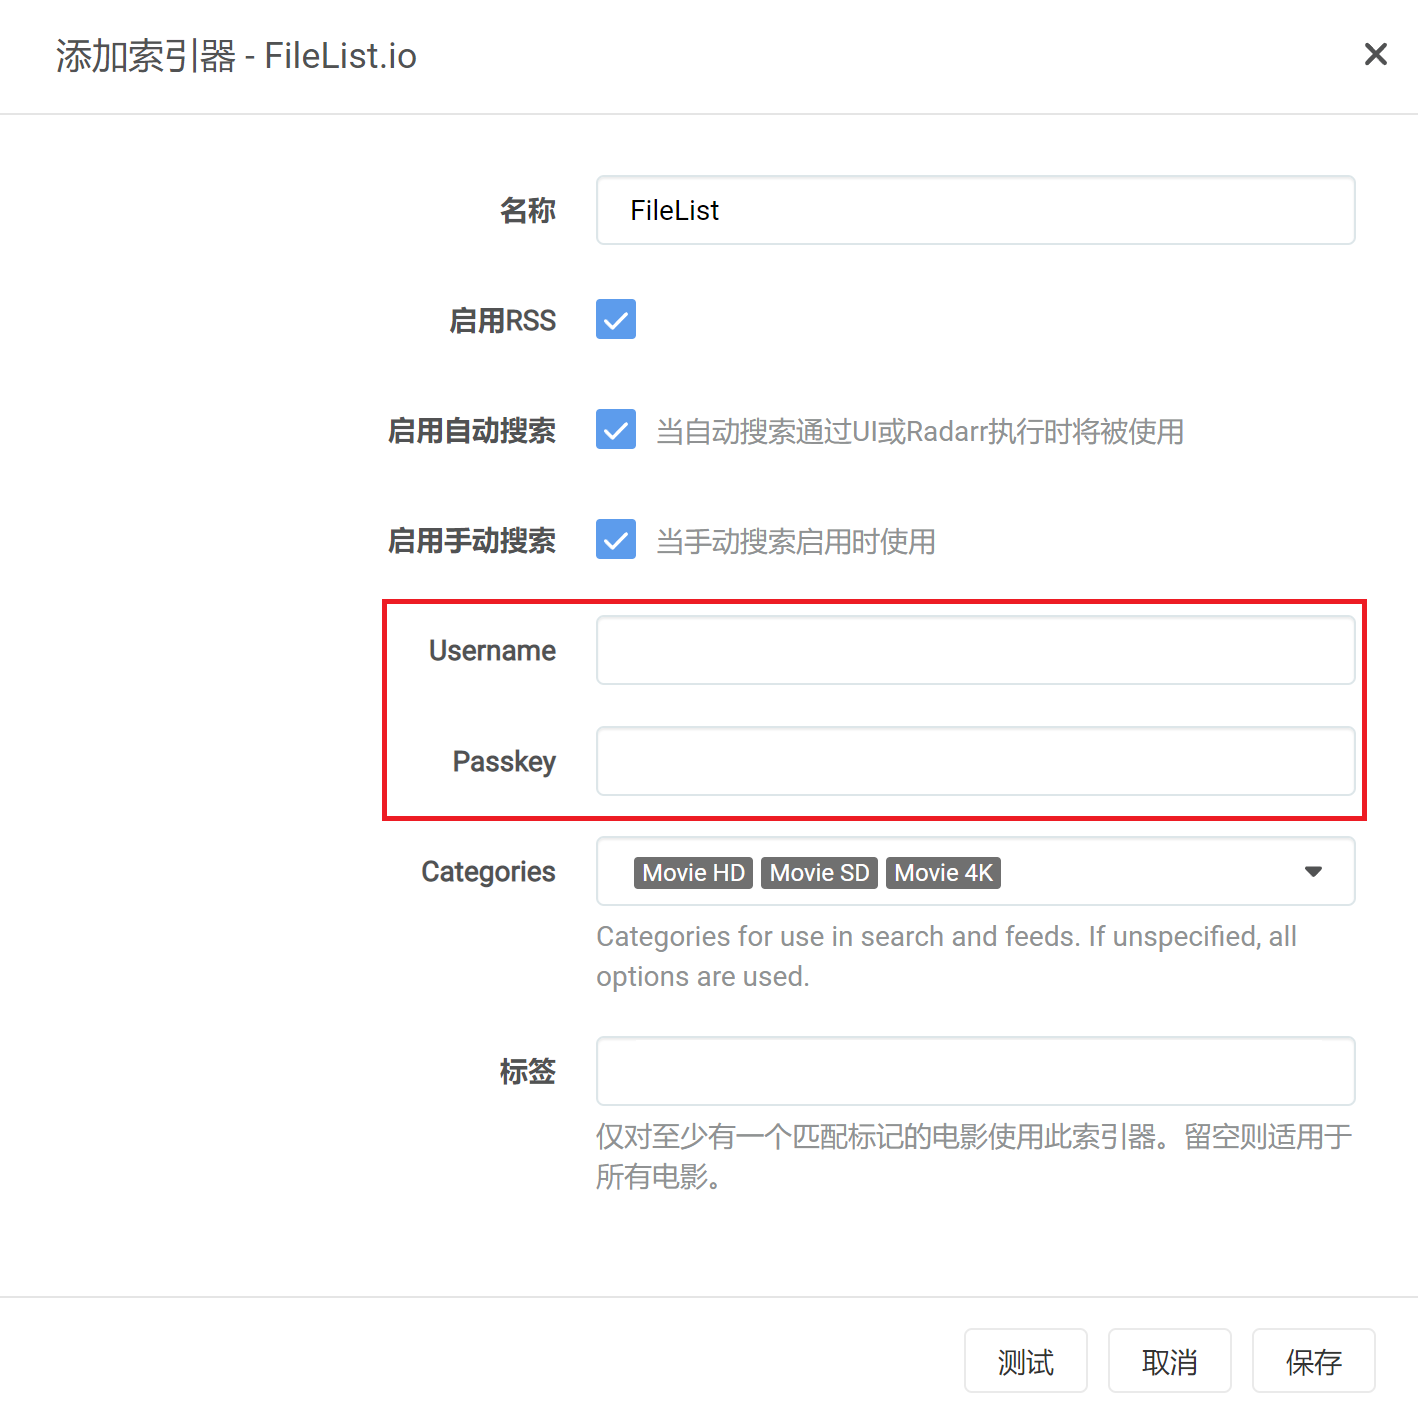 添加索引器 - FileList.io
名称
FileList
启用RSS
启用自动搜索
当自动搜索通过UI或Radarr执行时将被使用
启用手动搜索
当手动搜索启用时使用
Username
Passkey
Categories
Movie HD Movie SD Movie 4K
Categories for use in search and feeds. If unspecified, all
options are used.
标签
仅对至少有一个匹配标记的电影使用此索引器。留空则适用于
所有电影。
测试 取消 保存